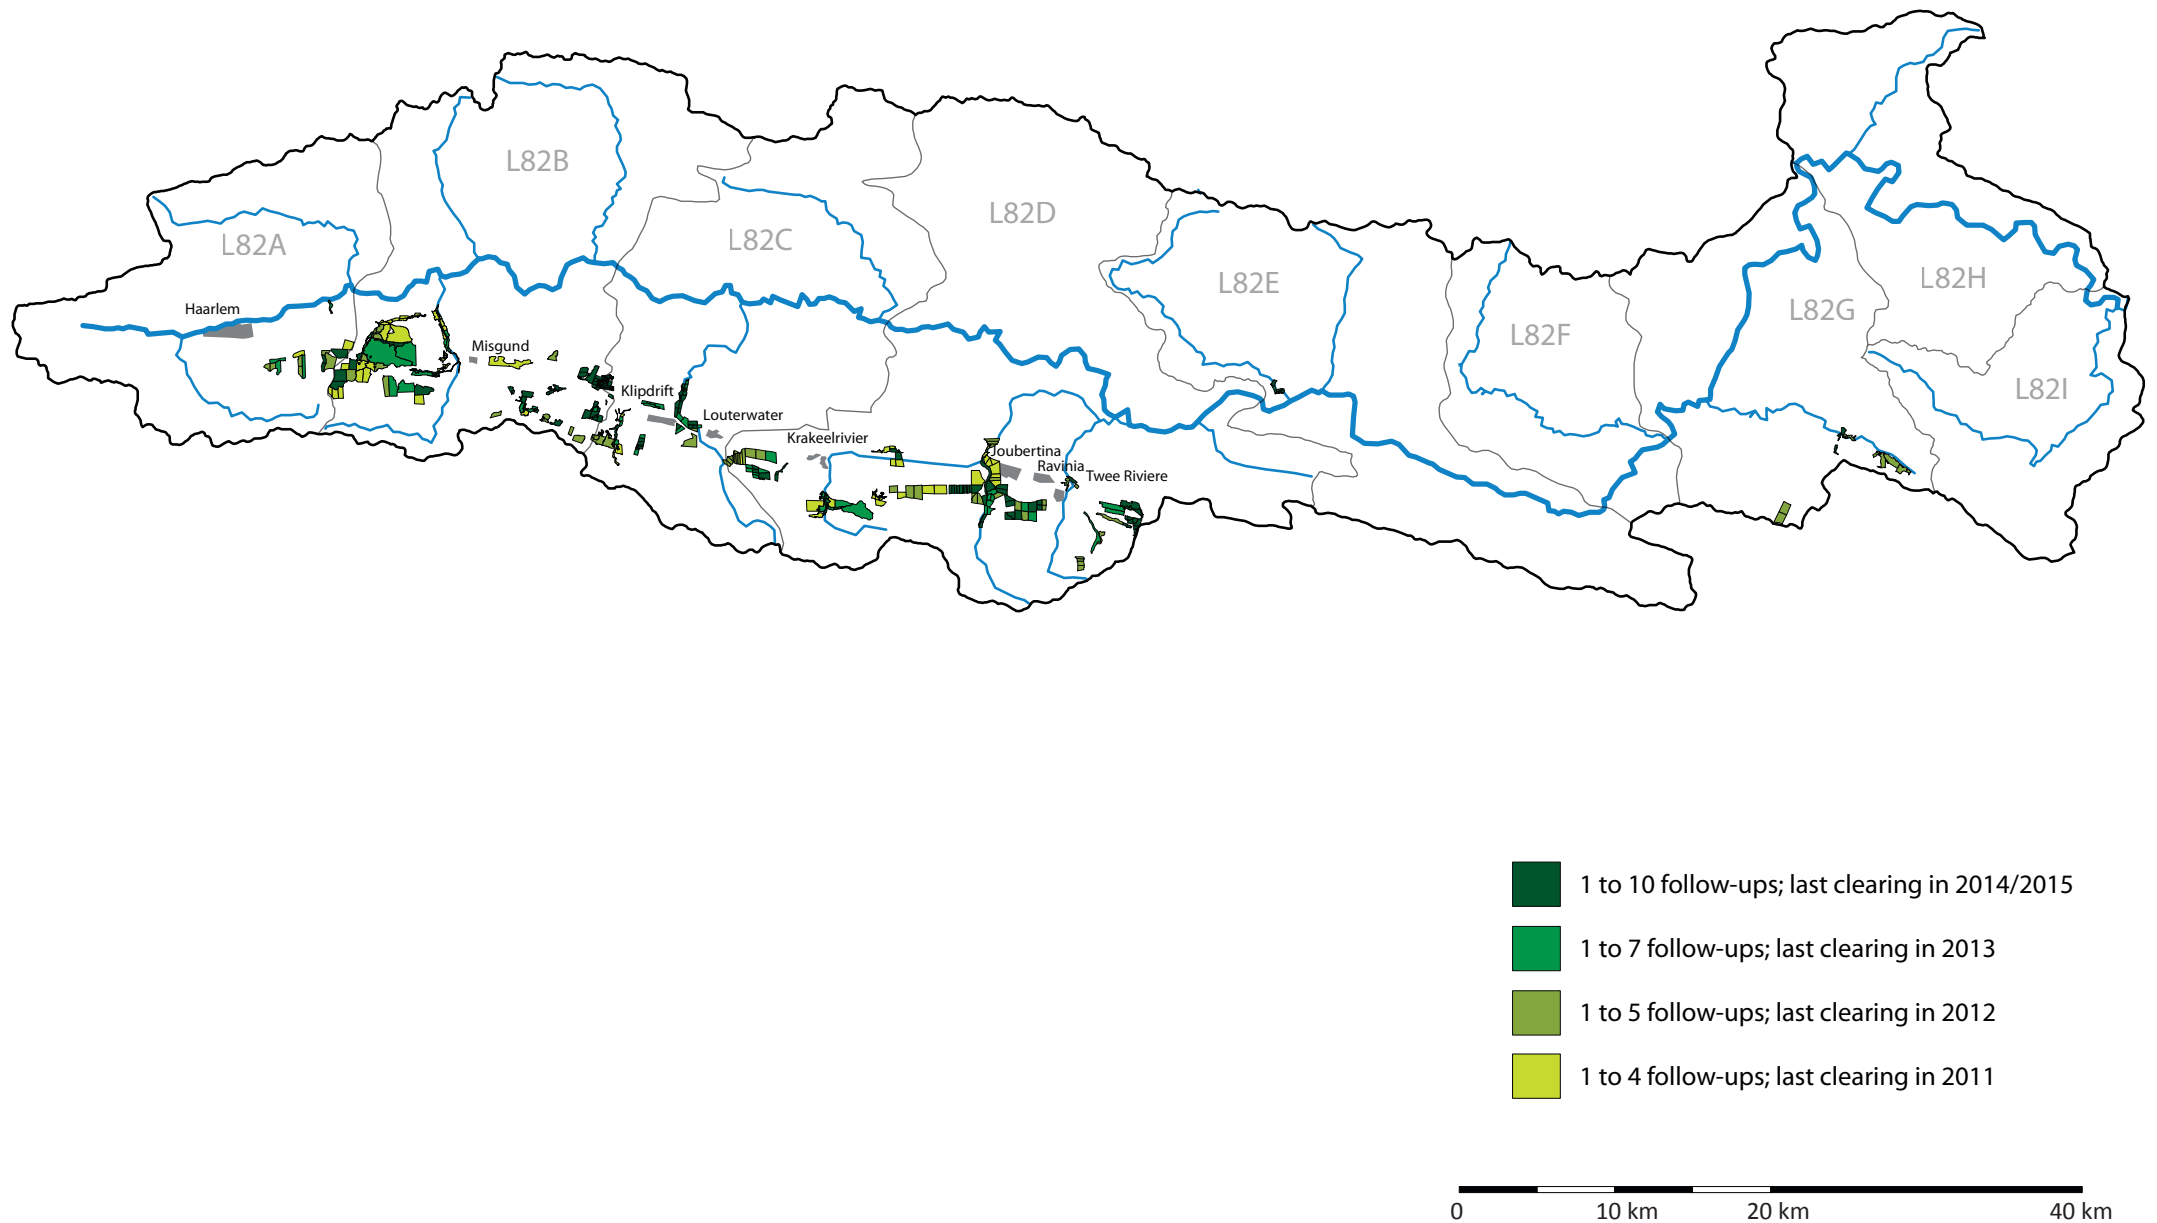 L82A
L82B
L82C
L82D
L82E
L82F
L82G
L82H
L82I
Haarlem
Misgund
Klipdrift
Louterwater
Krakeelrivier
Joubertina
Ravinia
Twee Riviere
1 to 10 follow-ups; last clearing in 2014/2015
1 to 7 follow-ups; last clearing in 2013
1 to 5 follow-ups; last clearing in 2012
1 to 4 follow-ups; last clearing in 2011
0 10 km 20 km 40 km